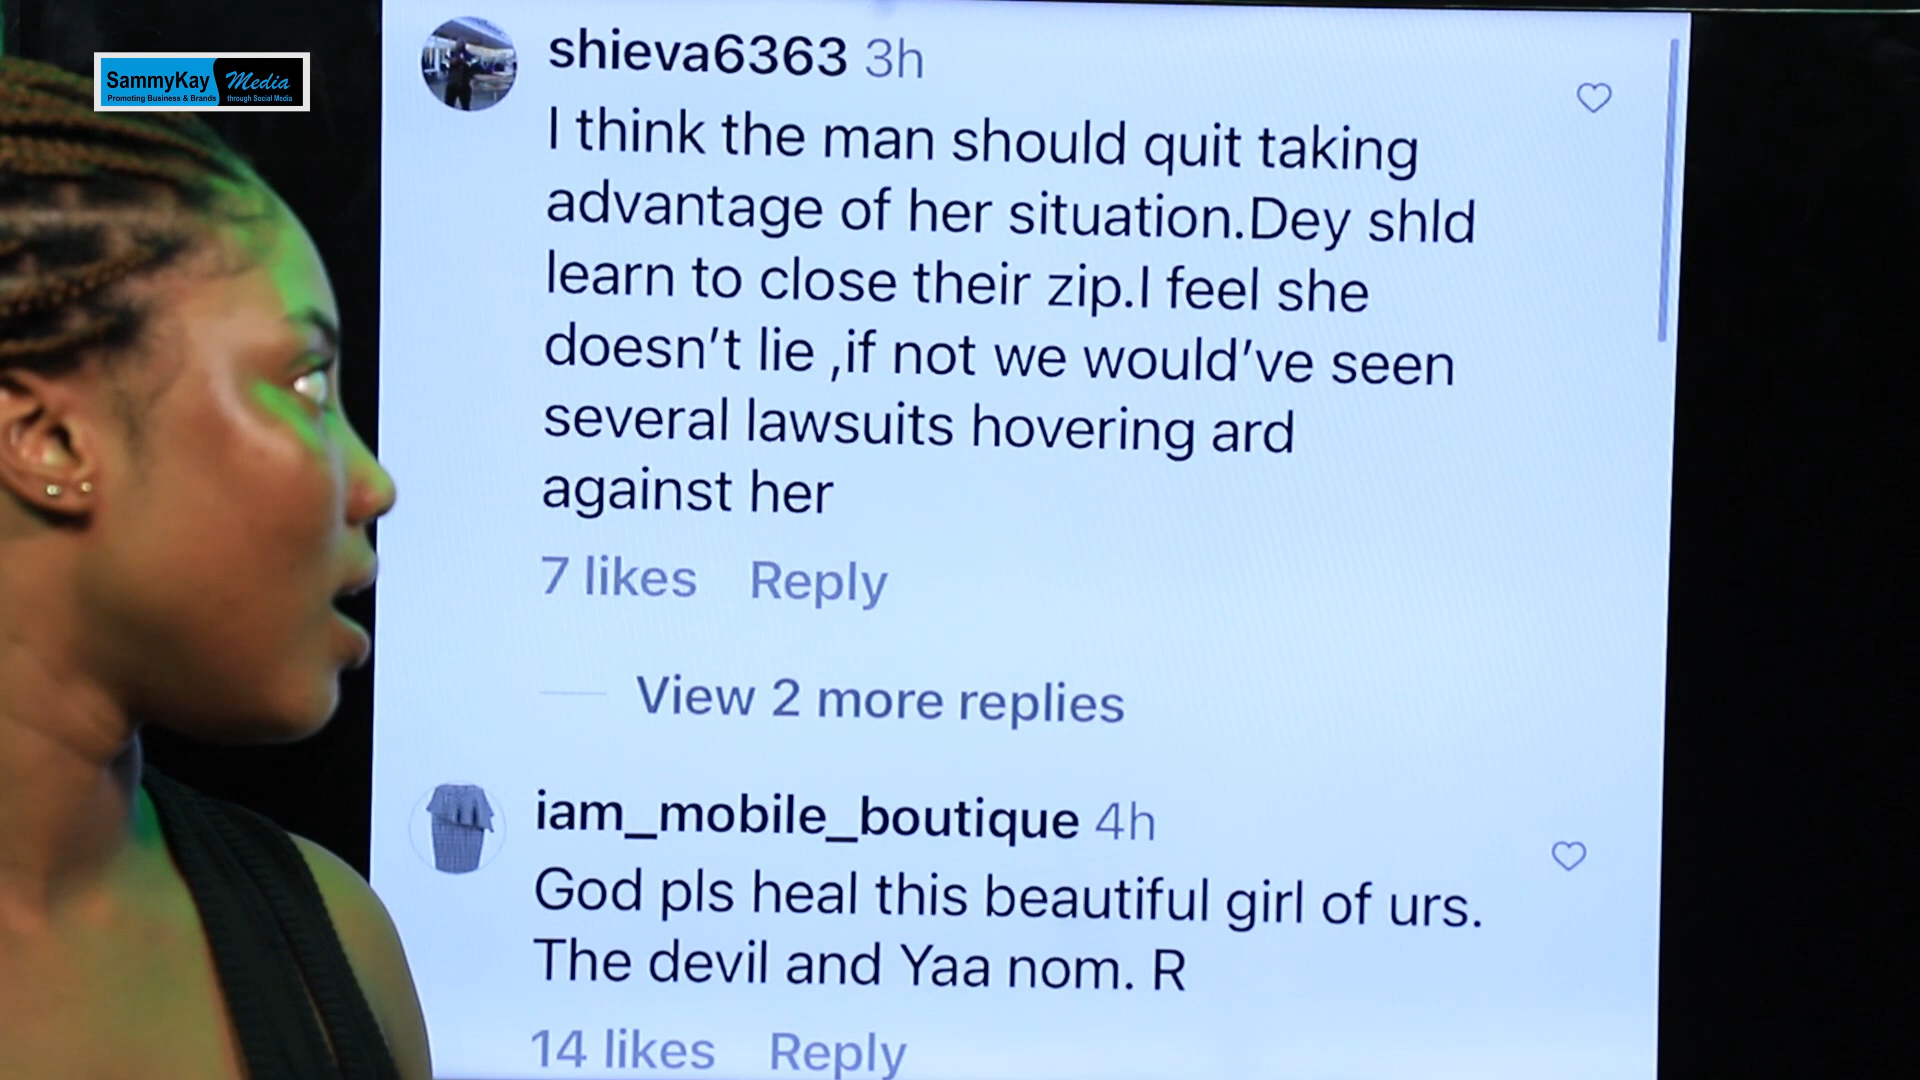 SammyKay Media
Promoting Business & Brands through Social Media
shieva6363 3h
I think the man should quit taking
advantage of her situation.Dey shld
learn to close their zip.I feel she
doesn't lie ,if not we would've seen
several lawsuits hovering ard
against her
7 likes Reply
View 2 more replies
iam_mobile_boutique 4h
God pls heal this beautiful girl of urs.
The devil and Yaa nom. R
14 likes Reply